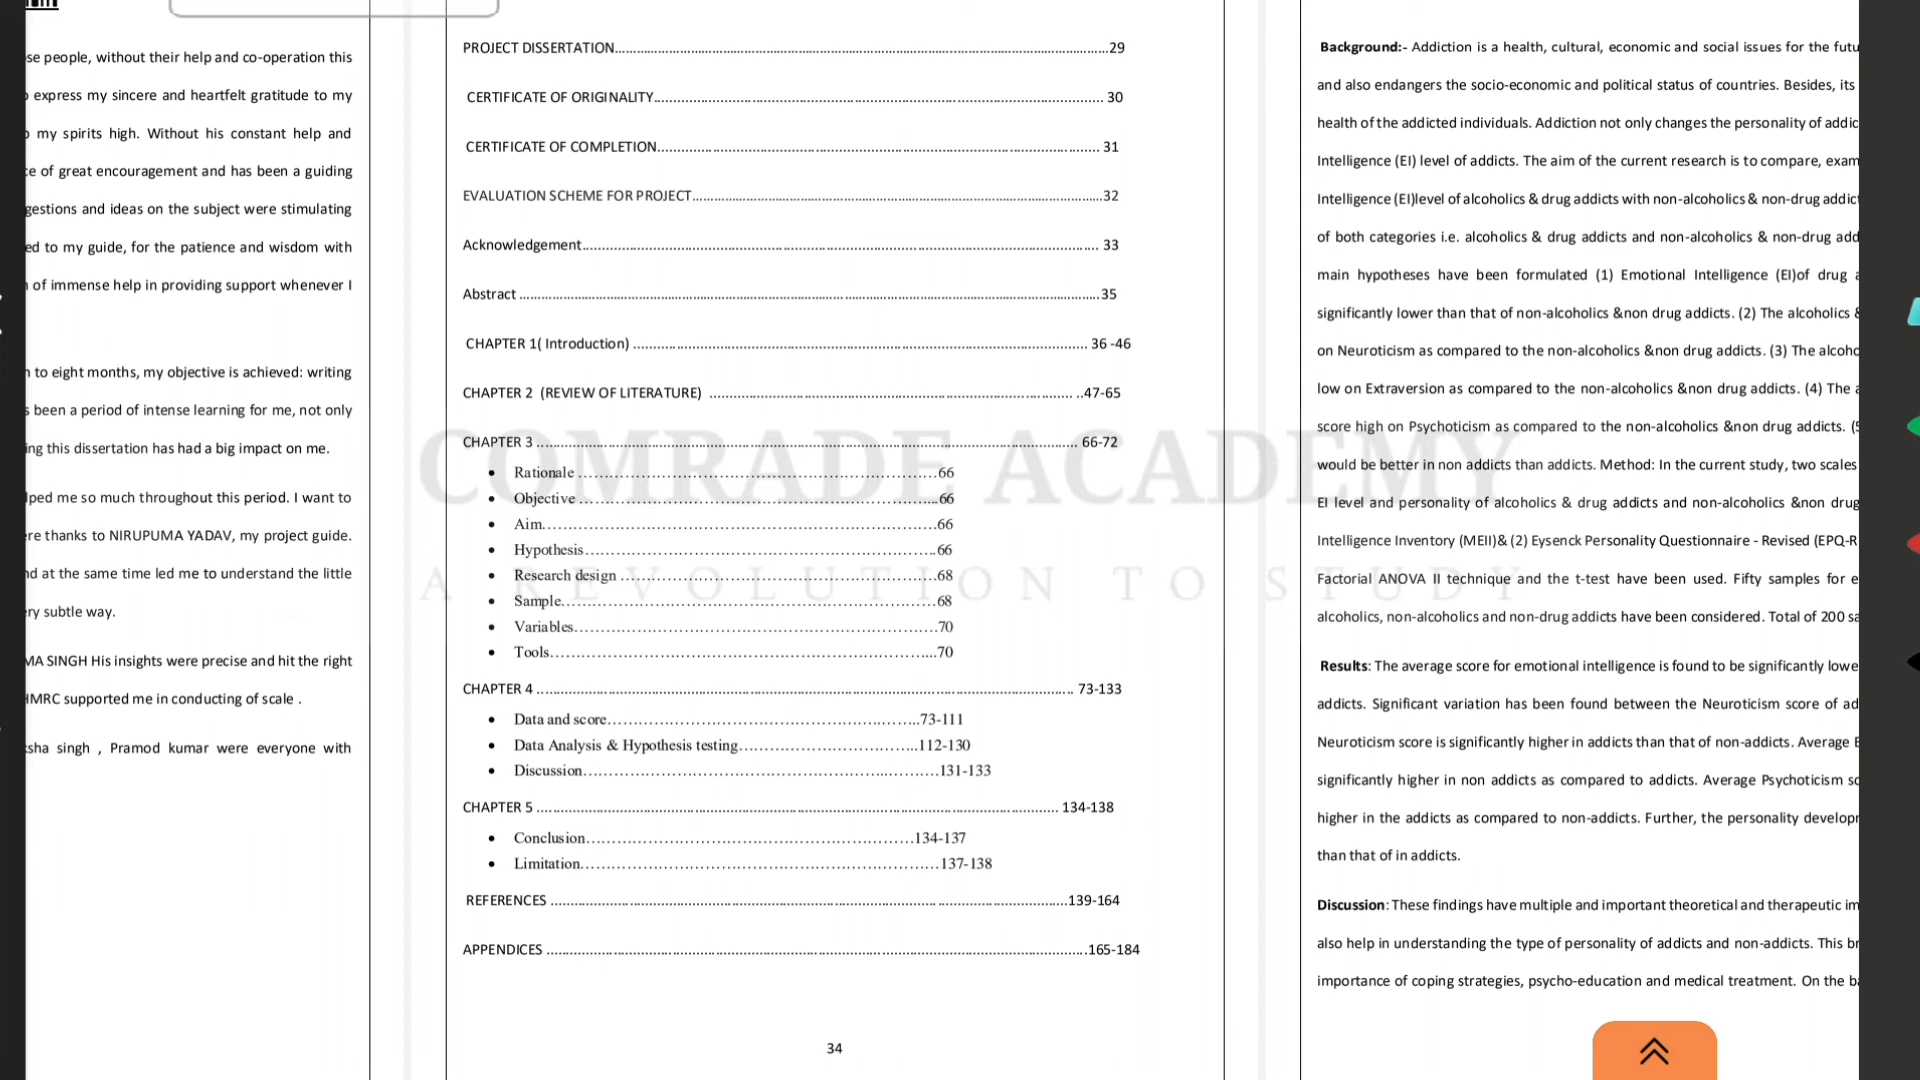 se people, without their help and co-operation this
express my sincere and heartfelt gratitude to my
my spirits high. Without his constant help and
e of great encouragement and has been a guiding
gestions and ideas on the subject were stimulating
ed to my guide, for the patience and wisdom with
of immense help in providing support whenever I
to eight months, my objective is achieved: writing
been a period of intense learning for me, not only
ing this dissertation has had a big impact on me.
lped me so much throughout this period. I want to
re thanks to NIRUPUMA YADAV, my project guide.
nd at the same time led me to understand the little
ry subtle way.
MA SINGH His insights were precise and hit the right
HMRC supported me in conducting of scale .
sha singh , Pramod kumar were everyone with
PROJECT DISSERTATION...29
CERTIFICATE OF ORIGINALITY... 30
CERTIFICATE OF COMPLETION... 31
EVALUATION SCHEME FOR PROJECT...32
Acknowledgement... 33
Abstract ...35
CHAPTER 1( Introduction) ... 36 -46
CHAPTER 2 (REVIEW OF LITERATURE) ...47-65
CHAPTER 3 ... 66-72
• Rationale ...66
• Objective ...66
• Aim...66
• Hypothesis...66
• Research design ...68
• Sample...68
• Variables...70
• Tools...70
CHAPTER 4 ... 73-133
• Data and score...73-111
• Data Analysis & Hypothesis testing...112-130
• Discussion...131-133
CHAPTER 5 ... 134-138
• Conclusion...134-137
• Limitation...137-138
REFERENCES ...139-164
APPENDICES ...165-184
34
COMRADE ACADEMY
A REVOLUTION TO STUDY
Background:- Addiction is a health, cultural, economic and social issues for the futu
and also endangers the socio-economic and political status of countries. Besides, its
health of the addicted individuals. Addiction not only changes the personality of addic
Intelligence (EI) level of addicts. The aim of the current research is to compare, exam
Intelligence (EI)level of alcoholics & drug addicts with non-alcoholics & non-drug addic
of both categories i.e. alcoholics & drug addicts and non-alcoholics & non-drug add
main hypotheses have been formulated (1) Emotional Intelligence (EI)of drug a
significantly lower than that of non-alcoholics &non drug addicts. (2) The alcoholics &
on Neuroticism as compared to the non-alcoholics &non drug addicts. (3) The alcoho
low on Extraversion as compared to the non-alcoholics &non drug addicts. (4) The a
score high on Psychoticism as compared to the non-alcoholics &non drug addicts. (5
would be better in non addicts than addicts. Method: In the current study, two scales
EI level and personality of alcoholics & drug addicts and non-alcoholics &non drug
Intelligence Inventory (MEII)& (2) Eysenck Personality Questionnaire - Revised (EPQ-R
Factorial ANOVA II technique and the t-test have been used. Fifty samples for e
alcoholics, non-alcoholics and non-drug addicts have been considered. Total of 200 sa
Results: The average score for emotional intelligence is found to be significantly lowe
addicts. Significant variation has been found between the Neuroticism score of ad
Neuroticism score is significantly higher in addicts than that of non-addicts. Average E
significantly higher in non addicts as compared to addicts. Average Psychoticism sc
higher in the addicts as compared to non-addicts. Further, the personality develop
than that of in addicts.
Discussion: These findings have multiple and important theoretical and therapeutic im
also help in understanding the type of personality of addicts and non-addicts. This br
importance of coping strategies, psycho-education and medical treatment. On the ba